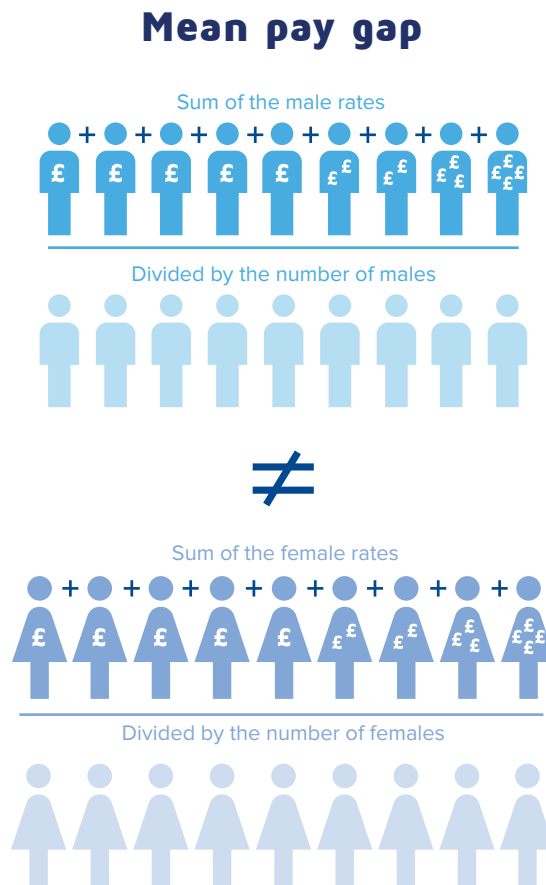 Mean pay gap
Sum of the male rates
+ + + + + + + +
£ £ £ £ £ ££ ££ £££ ££££
Divided by the number of males
≠
Sum of the female rates
+ + + + + + + +
£ £ £ £ £ ££ ££ £££ ££££
Divided by the number of females